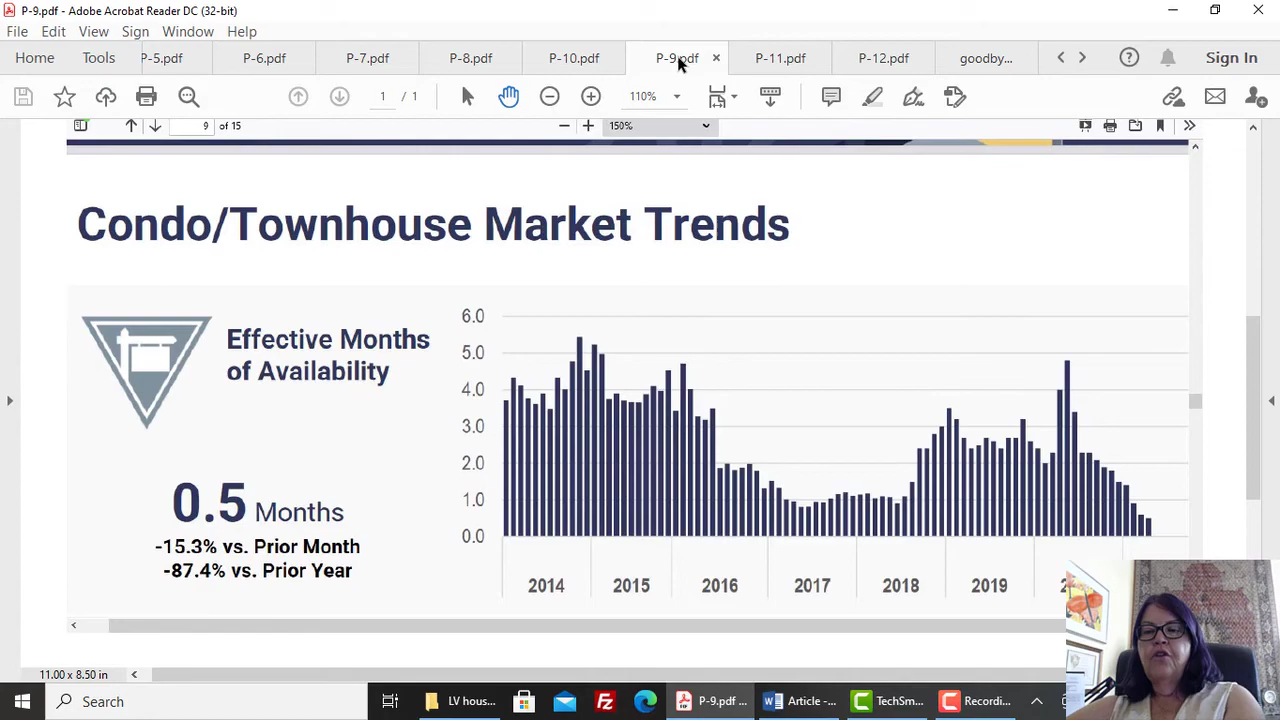 P-9.pdf - Adobe Acrobat Reader DC (32-bit)
File Edit View Sign Window Help
Home Tools P-5.pdf P-6.pdf P-7.pdf P-8.pdf P-10.pdf P-9.pdf P-11.pdf P-12.pdf goodby... Sign In
1 / 1 110%
9 of 15 150%
Condo/Townhouse Market Trends
Effective Months
of Availability
0.5 Months
-15.3% vs. Prior Month
-87.4% vs. Prior Year
6.0
5.0
4.0
3.0
2.0
1.0
0.0
2014 2015 2016 2017 2018 2019
11.00 x 8.50 in
Search LV hous... P-9.pdf ... Article -... TechSm... Recordi...